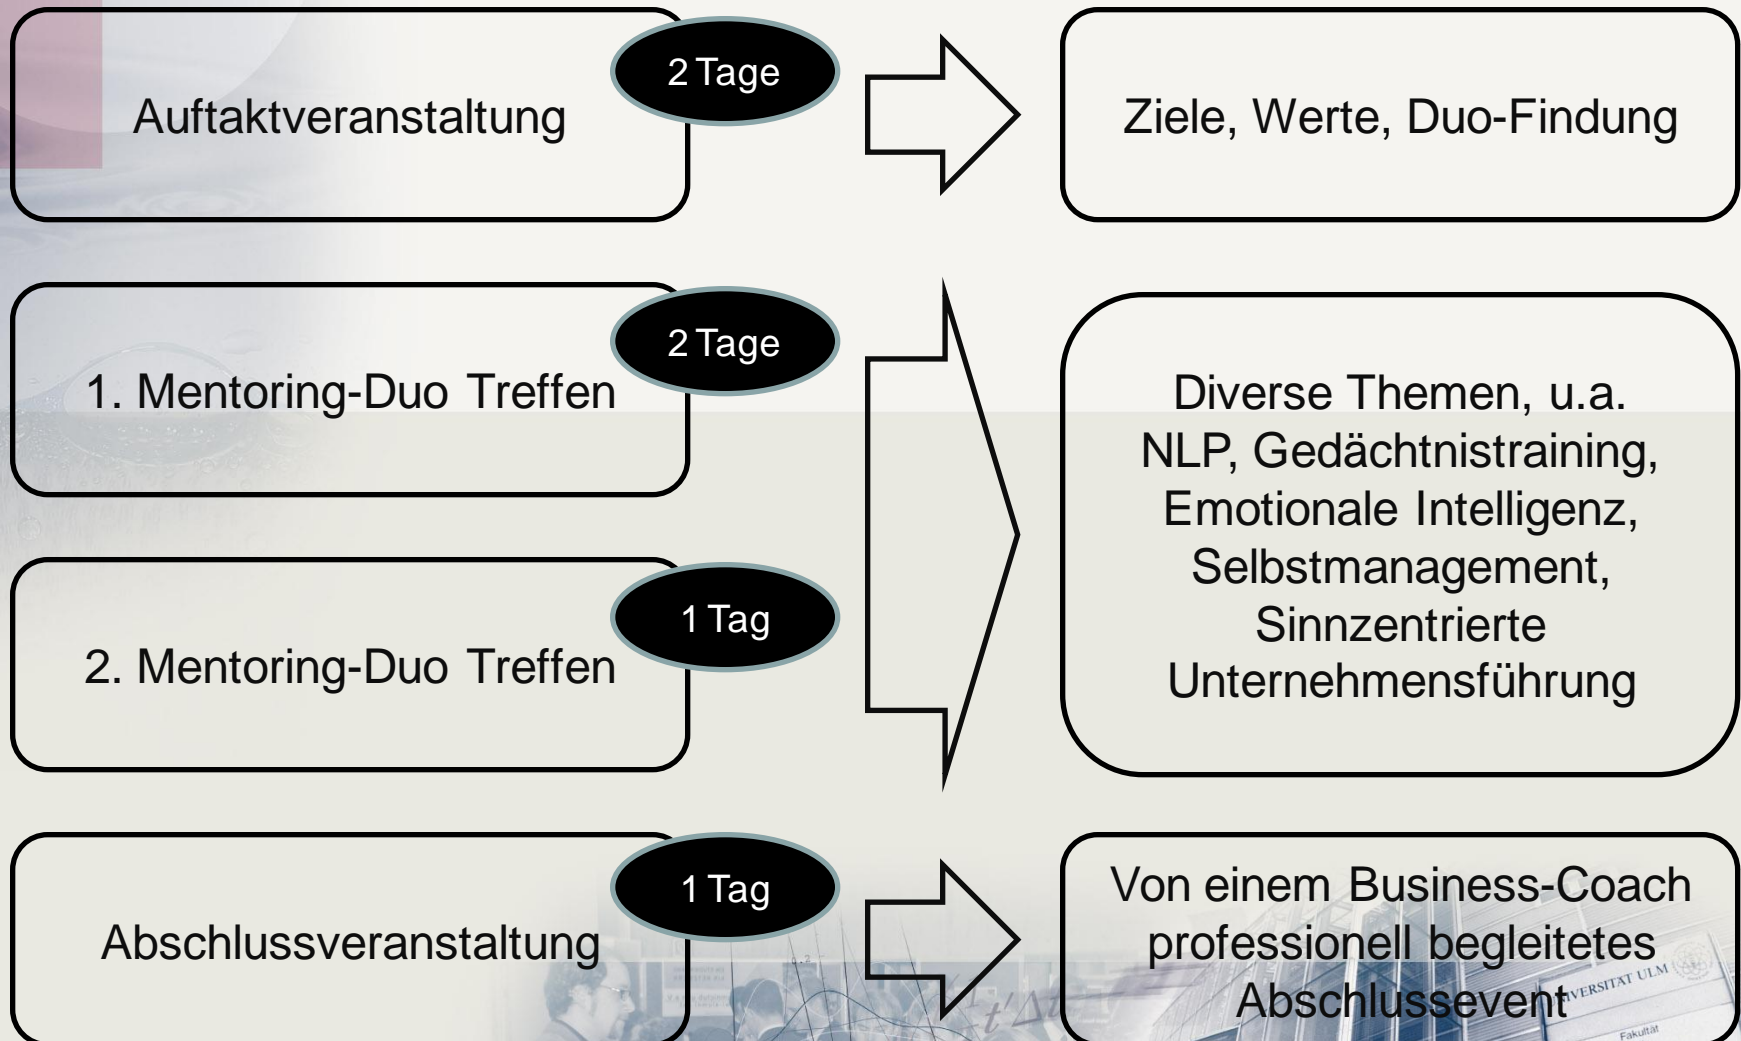 Auftaktveranstaltung
2 Tage
Ziele, Werte, Duo-Findung
1. Mentoring-Duo Treffen
2 Tage
2. Mentoring-Duo Treffen
1 Tag
Diverse Themen, u.a.
NLP, Gedächtnistraining,
Emotionale Intelligenz,
Selbstmanagement,
Sinnzentrierte
Unternehmensführung
Abschlussveranstaltung
1 Tag
Von einem Business-Coach
professionell begleitetes
Abschlussevent
UNIVERSITÄT ULM
Fakultät